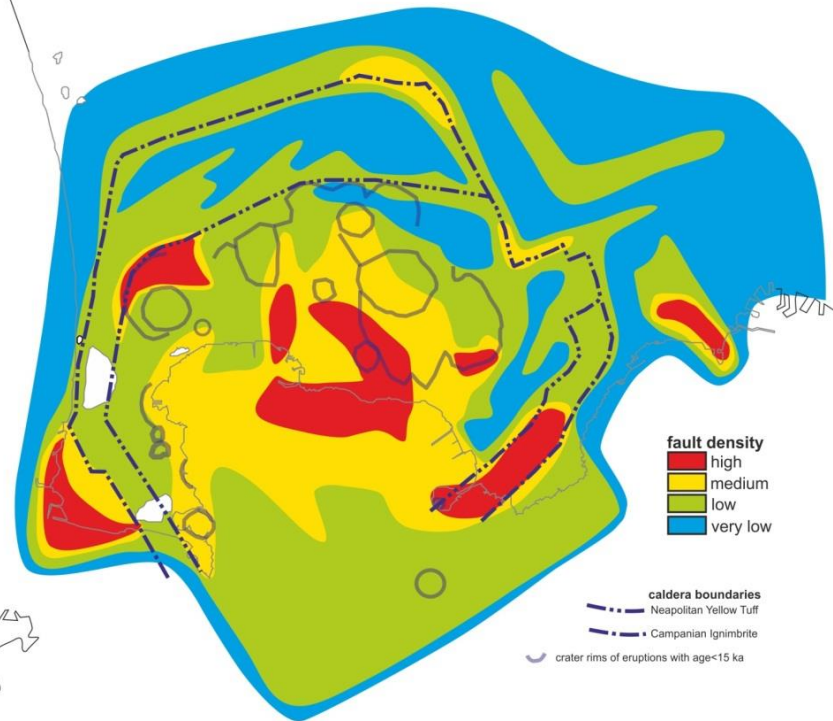 fault density
high
medium
low
very low
caldera boundaries
Neapolitan Yellow Tuff
Campanian Ignimbrite
crater rims of eruptions with age<15 ka